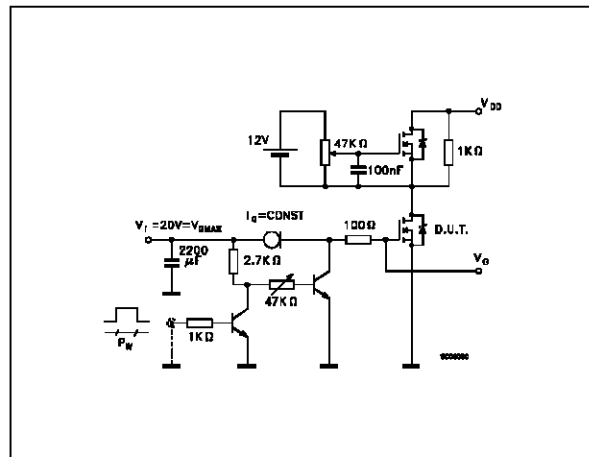 V_DD
12V
47KΩ
1KΩ
100nF
V_i =20V=V_GMAX
I_G=CONST
100Ω
D.U.T.
2200
μF
2.7KΩ
V_G
47KΩ
1KΩ
P_W